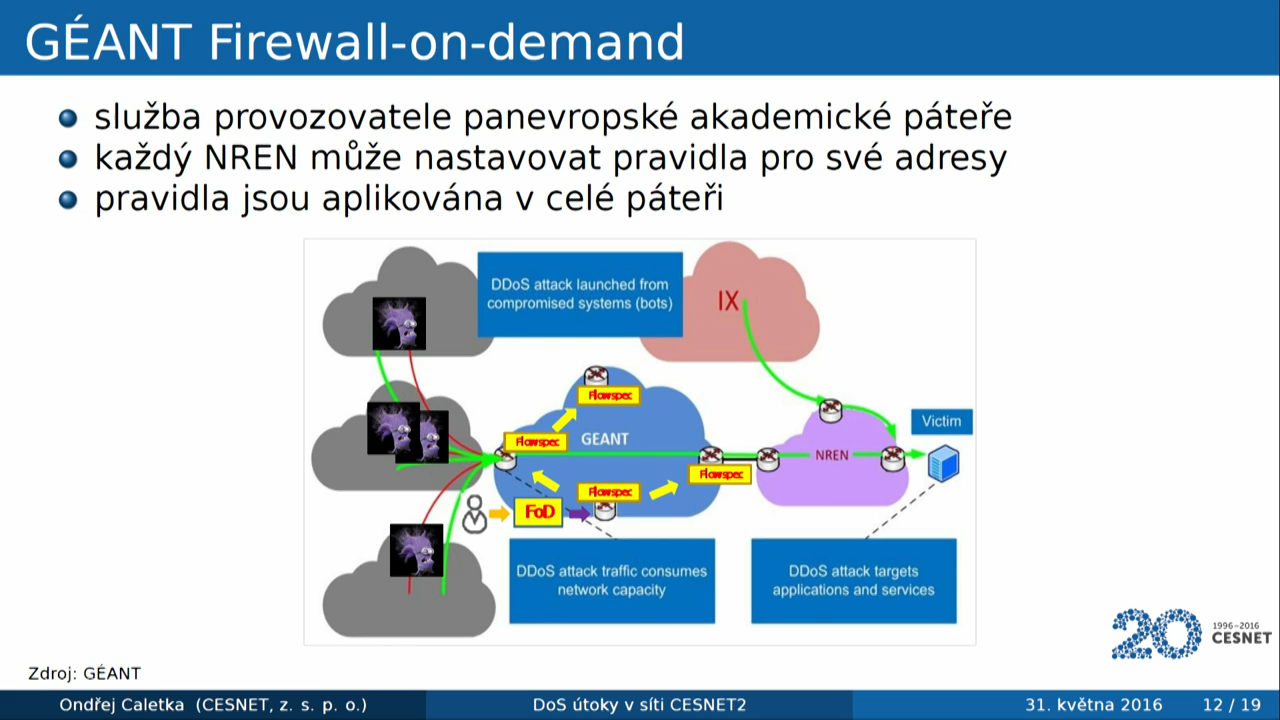 GÉANT Firewall-on-demand
služba provozovatele panevropské akademické páteře
každý NREN může nastavovat pravidla pro své adresy
pravidla jsou aplikována v celé páteři
DDoS attack launched from
compromised systems (bots)
IX
Flowspec
Flowspec
GEANT
Victim
NREN
Flowspec
Flowspec
FoD
DDoS attack traffic consumes
network capacity
DDoS attack targets
applications and services
20
1996–2016
CESNET
Zdroj: GÉANT
Ondřej Caletka (CESNET, z. s. p. o.)
DoS útoky v síti CESNET2
31. května 2016
12 / 19